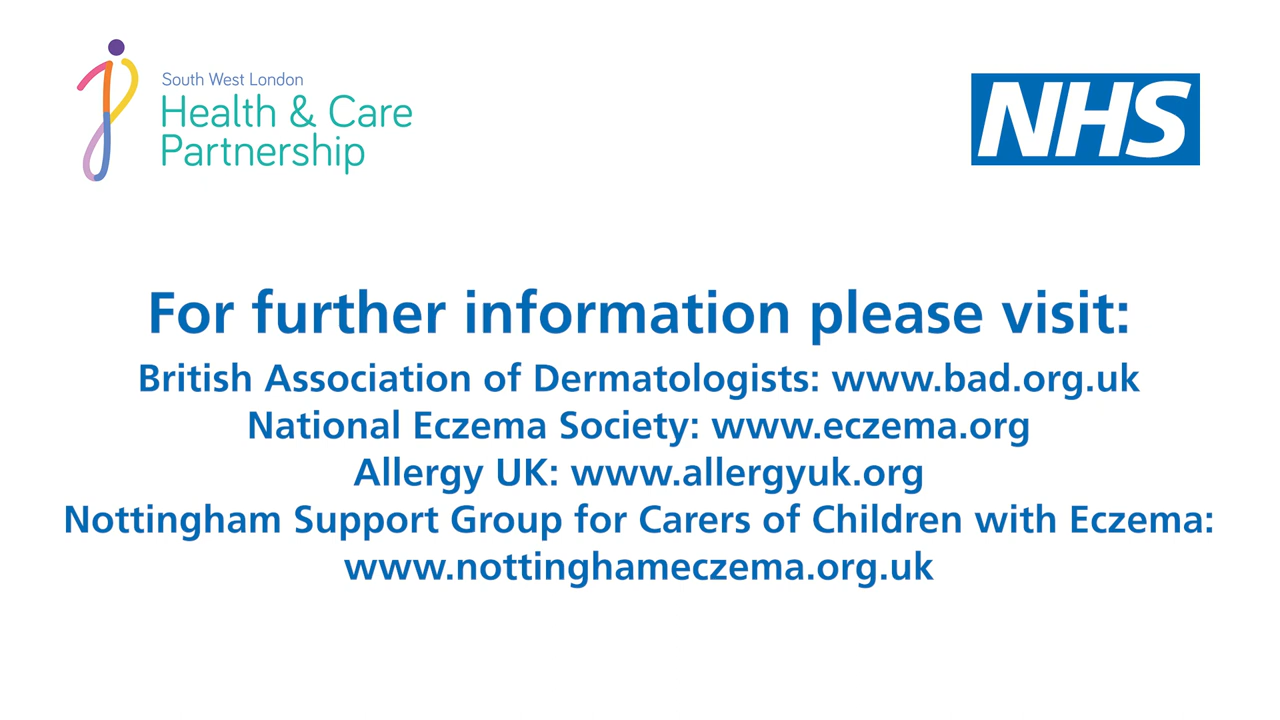 South West London
Health & Care
Partnership
NHS
For further information please visit:
British Association of Dermatologists: www.bad.org.uk
National Eczema Society: www.eczema.org
Allergy UK: www.allergyuk.org
Nottingham Support Group for Carers of Children with Eczema:
www.nottinghameczema.org.uk